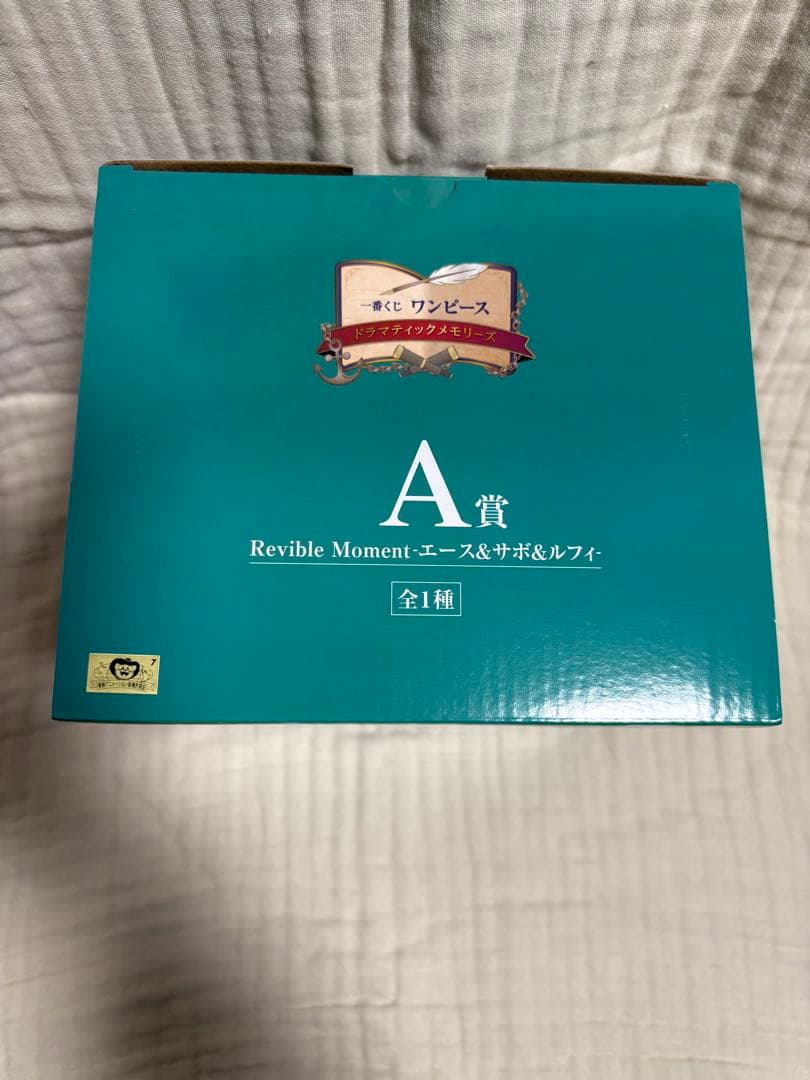 一番くじ ワンピース
ドラマティックメモリーズ
A賞
Revible Moment -エース&サボ&ルフィ-
全1種
7